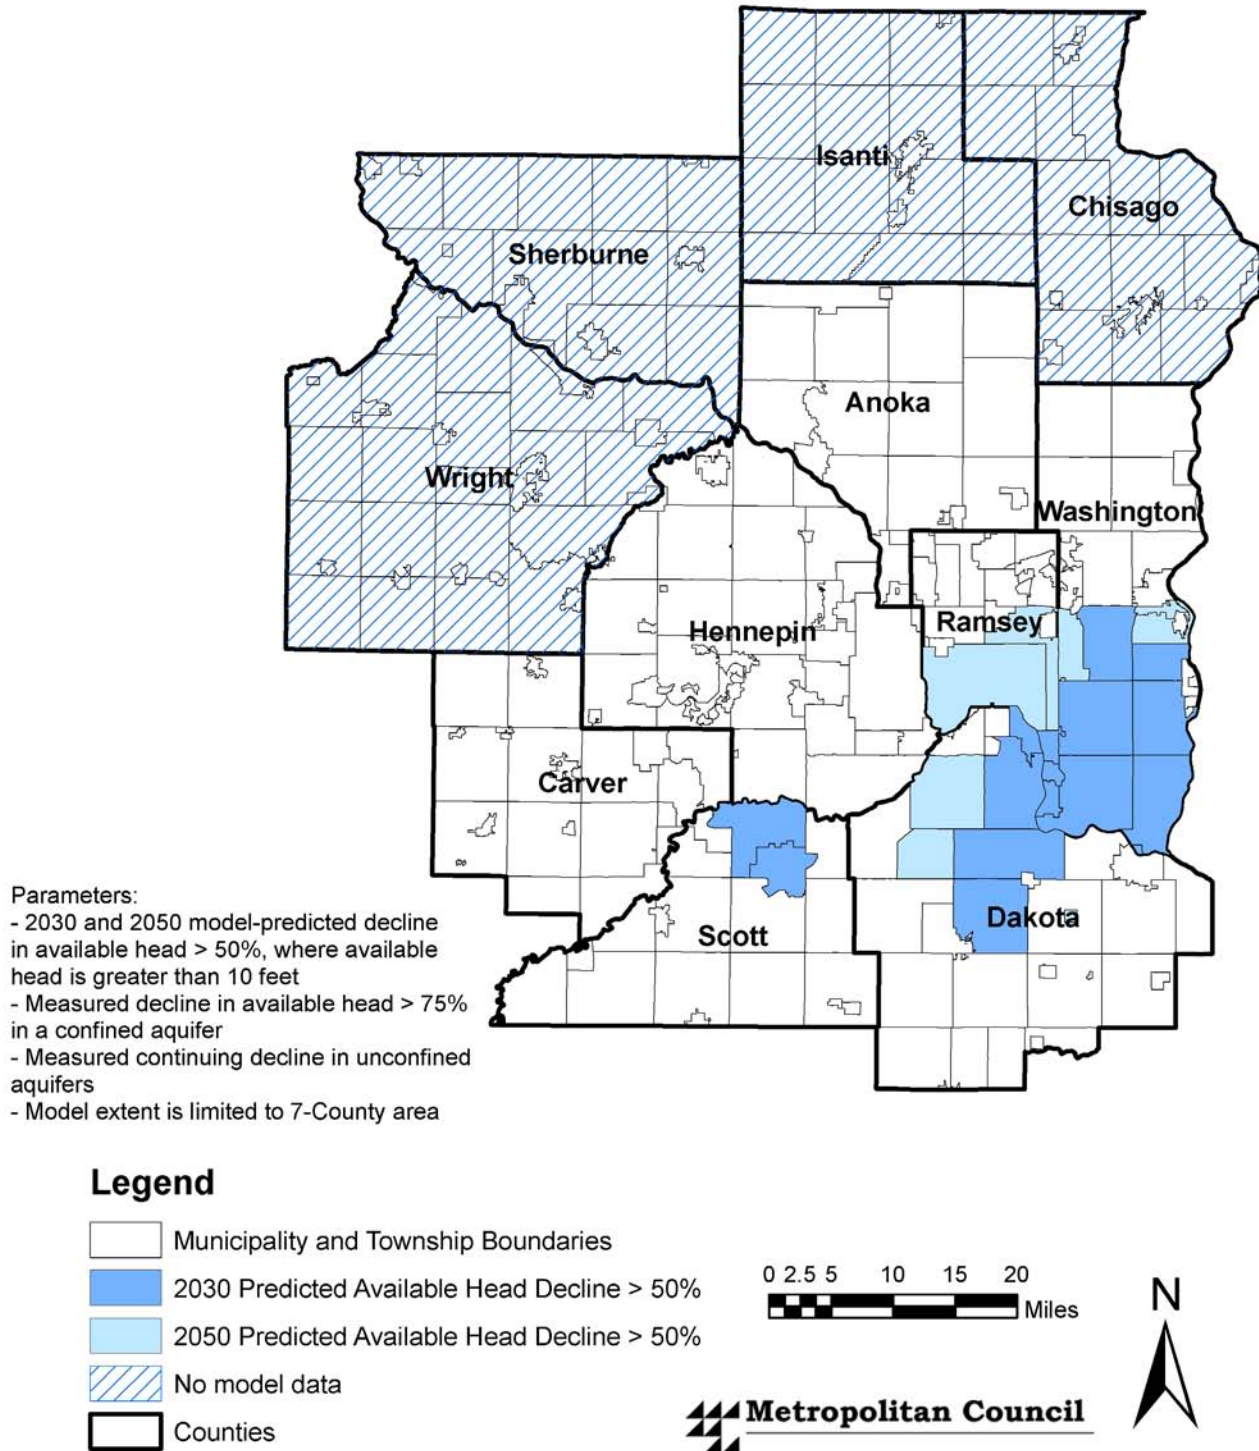 Isanti
Chisago
Sherburne
Anoka
Wright
Washington
Ramsey
Hennepin
Carver
Scott
Dakota
Parameters:
- 2030 and 2050 model-predicted decline
in available head > 50%, where available
head is greater than 10 feet
- Measured decline in available head > 75%
in a confined aquifer
- Measured continuing decline in unconfined
aquifers
- Model extent is limited to 7-County area
Legend
Municipality and Township Boundaries
2030 Predicted Available Head Decline > 50%
2050 Predicted Available Head Decline > 50%
No model data
Counties
0 2.5 5 10 15 20
Miles
N
Metropolitan Council